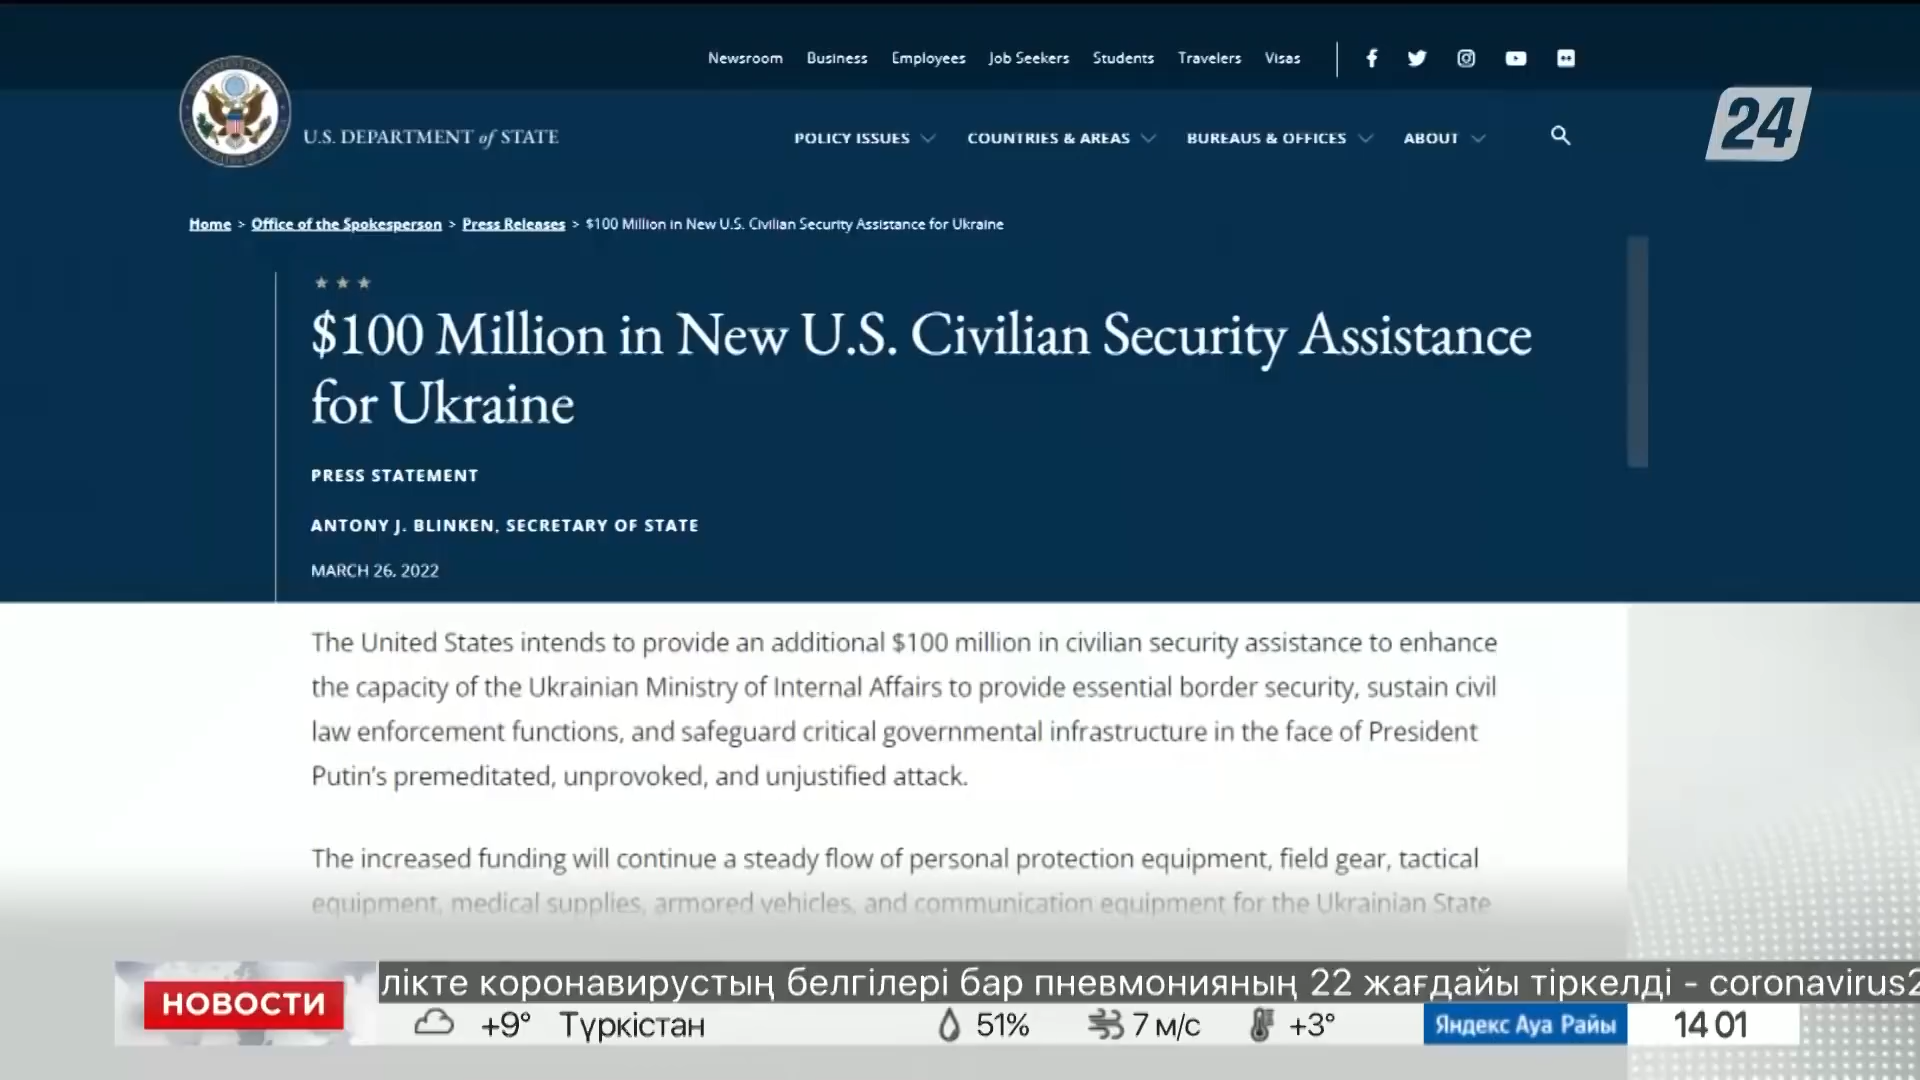 Newsroom Business Employees Job Seekers Students Travelers Visas
24
U.S. DEPARTMENT of STATE
POLICY ISSUES COUNTRIES & AREAS BUREAUS & OFFICES ABOUT
Home > Office of the Spokesperson > Press Releases > $100 Million in New U.S. Civilian Security Assistance for Ukraine
$100 Million in New U.S. Civilian Security Assistance
for Ukraine
PRESS STATEMENT
ANTONY J. BLINKEN, SECRETARY OF STATE
MARCH 26, 2022
The United States intends to provide an additional $100 million in civilian security assistance to enhance
the capacity of the Ukrainian Ministry of Internal Affairs to provide essential border security, sustain civil
law enforcement functions, and safeguard critical governmental infrastructure in the face of President
Putin’s premeditated, unprovoked, and unjustified attack.
The increased funding will continue a steady flow of personal protection equipment, field gear, tactical
equipment, medical supplies, armored vehicles, and communication equipment for the Ukrainian State
НОВОСТИ
лікте коронавирустың белгілері бар пневмонияның 22 жағдайы тіркелді - coronavirus2
+9° Түркістан 51% 7 м/с +3° Яндекс Ауа Райы 14 01